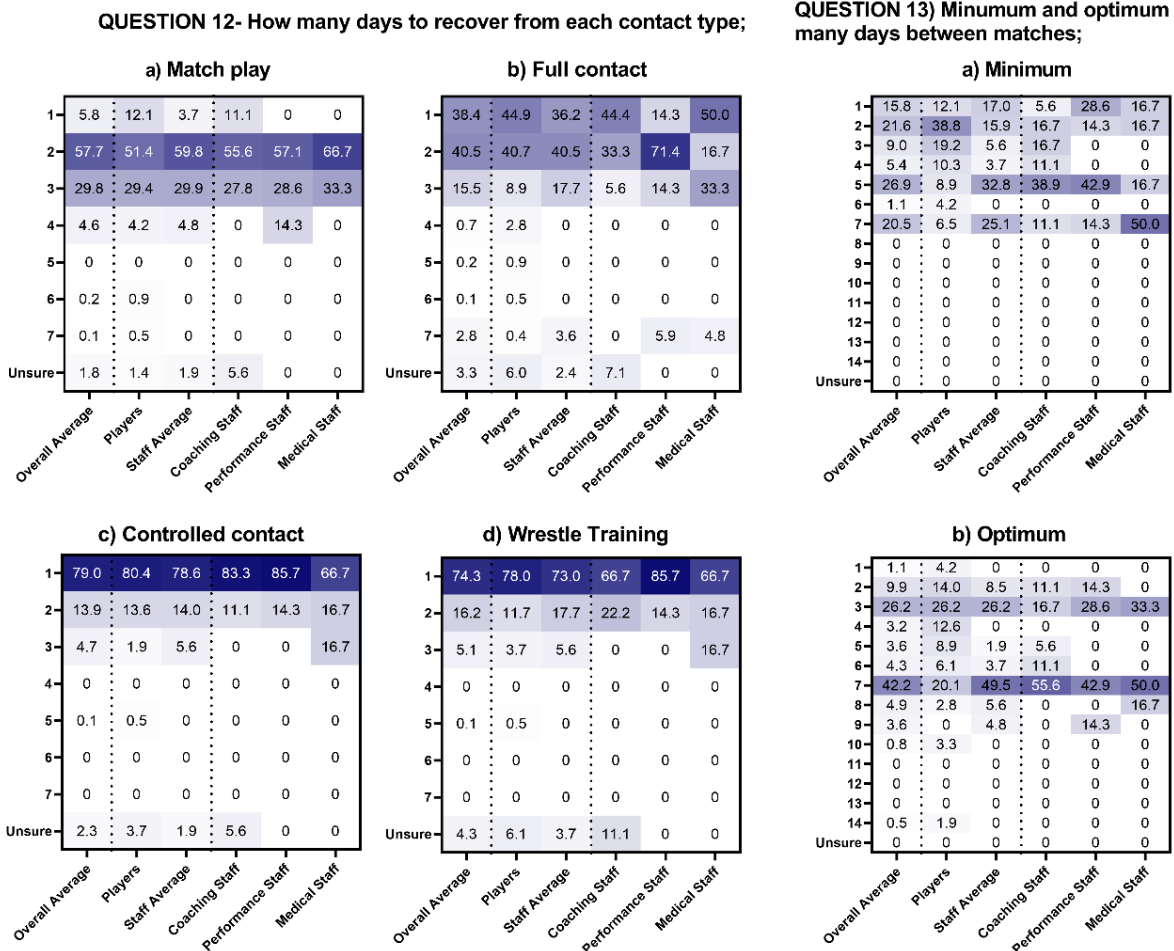 QUESTION 12- How many days to recover from each contact type;
a) Match play
1 5.8 12.1 3.7 11.1 0 0
2 57.7 51.4 59.8 55.6 57.1 66.7
3 29.8 29.4 29.9 27.8 28.6 33.3
4 4.6 4.2 4.8 0 14.3 0
5 0 0 0 0 0 0
6 0.2 0.9 0 0 0 0
7 0.1 0.5 0 0 0 0
Unsure 1.8 1.4 1.9 5.6 0 0
Overall Average Players Staff Average Coaching Staff Performance Staff Medical Staff
b) Full contact
1 38.4 44.9 36.2 44.4 14.3 50.0
2 40.5 40.7 40.5 33.3 71.4 16.7
3 15.5 8.9 17.7 5.6 14.3 33.3
4 0.7 2.8 0 0 0 0
5 0.2 0.9 0 0 0 0
6 0.1 0.5 0 0 0 0
7 2.8 0.4 3.6 0 5.9 4.8
Unsure 3.3 6.0 2.4 7.1 0 0
Overall Average Players Staff Average Coaching Staff Performance Staff Medical Staff
c) Controlled contact
1 79.0 80.4 78.6 83.3 85.7 66.7
2 13.9 13.6 14.0 11.1 14.3 16.7
3 4.7 1.9 5.6 0 0 16.7
4 0 0 0 0 0 0
5 0.1 0.5 0 0 0 0
6 0 0 0 0 0 0
7 0 0 0 0 0 0
Unsure 2.3 3.7 1.9 5.6 0 0
Overall Average Players Staff Average Coaching Staff Performance Staff Medical Staff
d) Wrestle Training
1 74.3 78.0 73.0 66.7 85.7 66.7
2 16.2 11.7 17.7 22.2 14.3 16.7
3 5.1 3.7 5.6 0 0 16.7
4 0 0 0 0 0 0
5 0.1 0.5 0 0 0 0
6 0 0 0 0 0 0
7 0 0 0 0 0 0
Unsure 4.3 6.1 3.7 11.1 0 0
Overall Average Players Staff Average Coaching Staff Performance Staff Medical Staff
QUESTION 13) Minumum and optimum
many days between matches;
a) Minimum
1 15.8 12.1 17.0 5.6 28.6 16.7
2 21.6 38.8 15.9 16.7 14.3 16.7
3 9.0 19.2 5.6 16.7 0 0
4 5.4 10.3 3.7 11.1 0 0
5 26.9 8.9 32.8 38.9 42.9 16.7
6 1.1 4.2 0 0 0 0
7 20.5 6.5 25.1 11.1 14.3 50.0
8 0 0 0 0 0 0
9 0 0 0 0 0 0
10 0 0 0 0 0 0
11 0 0 0 0 0 0
12 0 0 0 0 0 0
13 0 0 0 0 0 0
14 0 0 0 0 0 0
Unsure 0 0 0 0 0 0
Overall Average Players Staff Average Coaching Staff Performance Staff Medical Staff
b) Optimum
1 1.1 4.2 0 0 0 0
2 9.9 14.0 8.5 11.1 14.3 0
3 26.2 26.2 26.2 16.7 28.6 33.3
4 3.2 12.6 0 0 0 0
5 3.6 8.9 1.9 5.6 0 0
6 4.3 6.1 3.7 11.1 0 0
7 42.2 20.1 49.5 55.6 42.9 50.0
8 4.9 2.8 5.6 0 0 16.7
9 3.6 0 4.8 0 14.3 0
10 0.8 3.3 0 0 0 0
11 0 0 0 0 0 0
12 0 0 0 0 0 0
13 0 0 0 0 0 0
14 0.5 1.9 0 0 0 0
Unsure 0 0 0 0 0 0
Overall Average Players Staff Average Coaching Staff Performance Staff Medical Staff